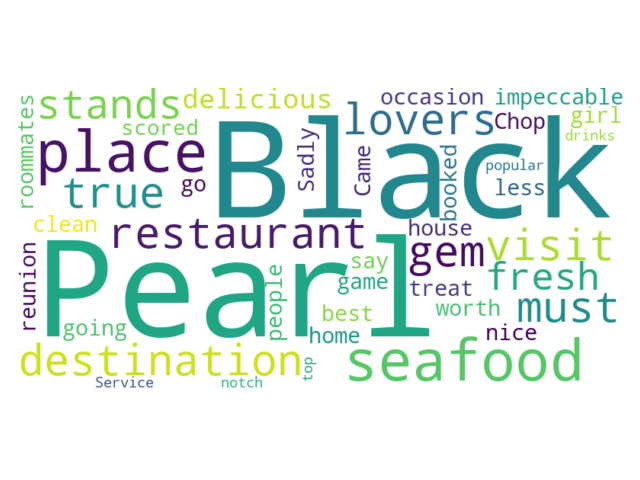 roommates
stands
delicious
occasion
impeccable
scored
lovers
Chop
girl
drinks
place
Black
Sadly
Came
booked
popular
true
go
less
clean
restaurant
house
gem
visit
reunion
Pearl
people
say
game
treat
fresh
going
best
worth
must
home
nice
destination
seafood
Service
notch
top